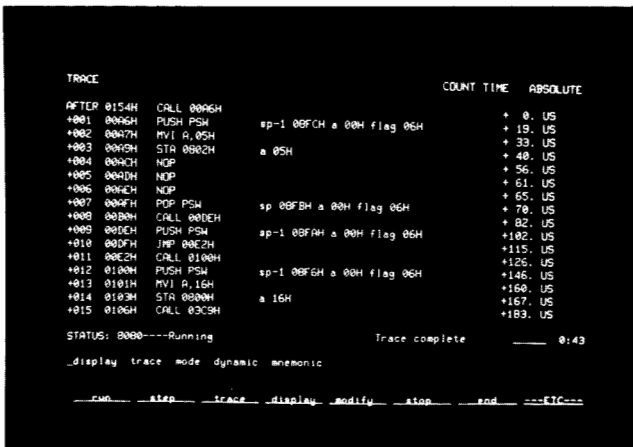 TRACE
COUNT TIME ABSOLUTE
AFTER 0154H CALL 00A6H + 0. US
+001 00A6H PUSH PSW sp-1 08FCH a 00H flag 06H + 19. US
+002 00A7H MVI A,05H + 33. US
+003 00A9H STA 0802H a 05H + 40. US
+004 00ACH NOP + 56. US
+005 00ADH NOP + 61. US
+006 00AEH NOP + 65. US
+007 00AFH POP PSW sp 08FBH a 00H flag 06H + 70. US
+008 00B0H CALL 00DEH + 82. US
+009 00DEH PUSH PSW sp-1 08FAH a 00H flag 06H +102. US
+010 00DFH JMP 00E2H +115. US
+011 00E2H CALL 0100H +126. US
+012 0100H PUSH PSW sp-1 08F6H a 00H flag 06H +146. US
+013 0101H MVI A,16H +160. US
+014 0103H STA 0800H a 16H +167. US
+015 0106H CALL 03C9H +183. US
STATUS: 8080----Running Trace complete 0:43
_display trace mode dynamic mnemonic
run step trace display modify stop end ---ETC---